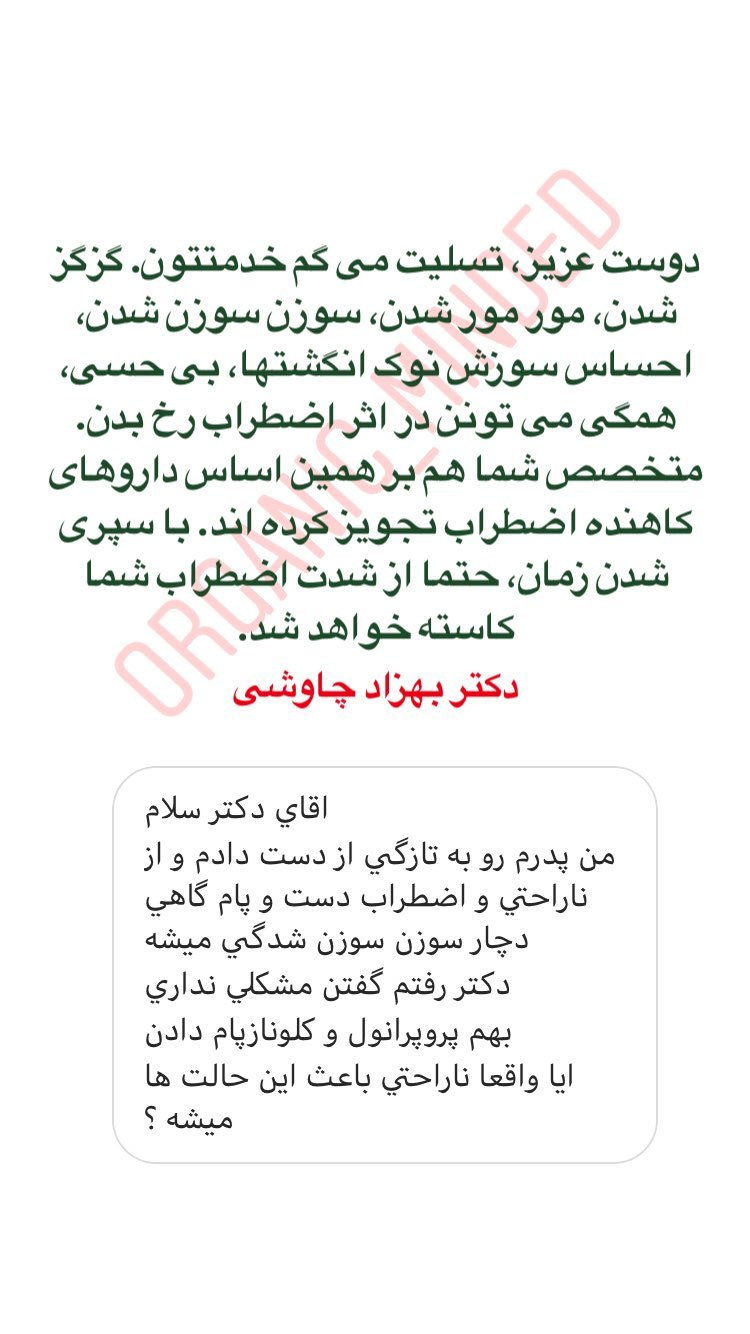 دوست عزیز، تسلیت می گم خدمتتون. گزگز
شدن، مور مور شدن، سوزن سوزن شدن،
احساس سوزش نوک انگشتها، بی حسی،
همگی می تونن در اثر اضطراب رخ بدن.
متخصص شما هم بر همین اساس داروهای
کاهنده اضطراب تجویز کرده اند. با سپری
شدن زمان، حتما از شدت اضطراب شما
کاسته خواهد شد.
دکتر بهزاد چاوشی
ORGANIC_MINDED
اقاي دكتر سلام
من پدرم رو به تازگي از دست دادم و از
ناراحتي و اضطراب دست و پام گاهي
دچار سوزن سوزن شدگي ميشه
دكتر رفتم گفتن مشكلي نداري
بهم پروپرانول و كلونازپام دادن
ايا واقعا ناراحتي باعث اين حالت ها
ميشه ؟